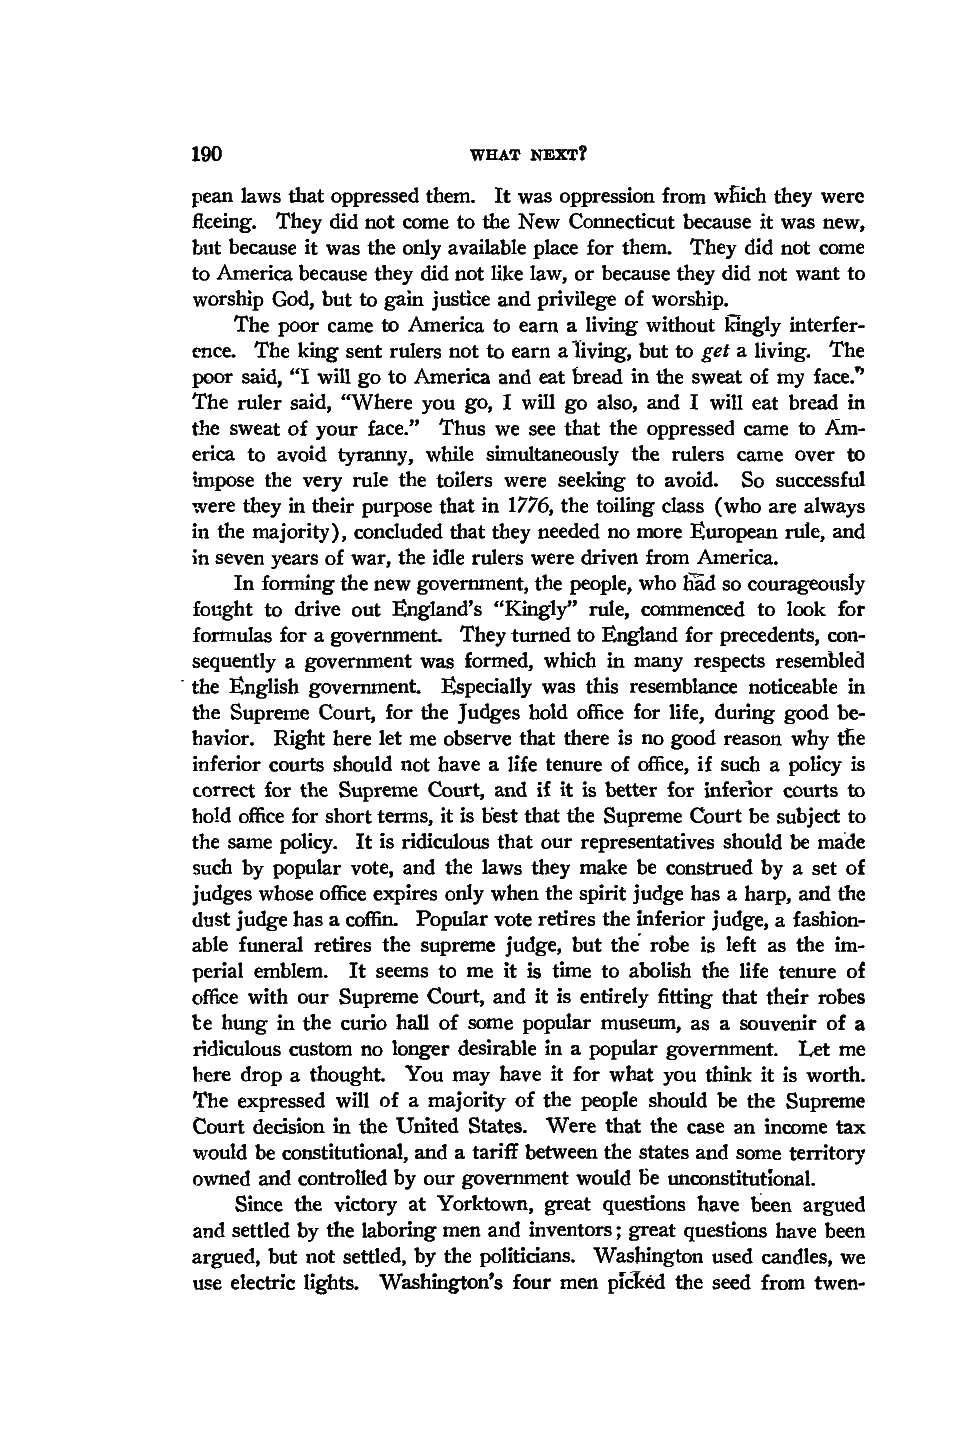 190 WHAT NEXT?
pean laws that oppressed them. It was oppression from which they were
fleeing. They did not come to the New Connecticut because it was new,
but because it was the only available place for them. They did not come
to America because they did not like law, or because they did not want to
worship God, but to gain justice and privilege of worship.
The poor came to America to earn a living without kingly interfer-
ence. The king sent rulers not to earn a living, but to get a living. The
poor said, “I will go to America and eat bread in the sweat of my face.”
The ruler said, “Where you go, I will go also, and I will eat bread in
the sweat of your face.” Thus we see that the oppressed came to Am-
erica to avoid tyranny, while simultaneously the rulers came over to
impose the very rule the toilers were seeking to avoid. So successful
were they in their purpose that in 1776, the toiling class (who are always
in the majority), concluded that they needed no more European rule, and
in seven years of war, the idle rulers were driven from America.
In forming the new government, the people, who had so courageously
fought to drive out England’s “Kingly” rule, commenced to look for
formulas for a government. They turned to England for precedents, con-
sequently a government was formed, which in many respects resembled
the English government. Especially was this resemblance noticeable in
the Supreme Court, for the Judges hold office for life, during good be-
havior. Right here let me observe that there is no good reason why the
inferior courts should not have a life tenure of office, if such a policy is
correct for the Supreme Court, and if it is better for inferior courts to
hold office for short terms, it is best that the Supreme Court be subject to
the same policy. It is ridiculous that our representatives should be made
such by popular vote, and the laws they make be construed by a set of
judges whose office expires only when the spirit judge has a harp, and the
dust judge has a coffin. Popular vote retires the inferior judge, a fashion-
able funeral retires the supreme judge, but the robe is left as the im-
perial emblem. It seems to me it is time to abolish the life tenure of
office with our Supreme Court, and it is entirely fitting that their robes
be hung in the curio hall of some popular museum, as a souvenir of a
ridiculous custom no longer desirable in a popular government. Let me
here drop a thought. You may have it for what you think it is worth.
The expressed will of a majority of the people should be the Supreme
Court decision in the United States. Were that the case an income tax
would be constitutional, and a tariff between the states and some territory
owned and controlled by our government would be unconstitutional.
Since the victory at Yorktown, great questions have been argued
and settled by the laboring men and inventors; great questions have been
argued, but not settled, by the politicians. Washington used candles, we
use electric lights. Washington’s four men picked the seed from twen-